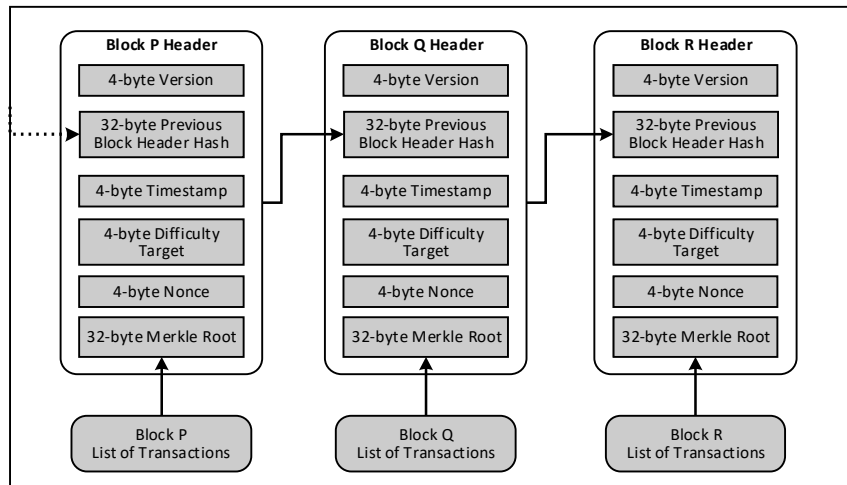 Block P Header
4-byte Version
32-byte Previous
Block Header Hash
4-byte Timestamp
4-byte Difficulty
Target
4-byte Nonce
32-byte Merkle Root
Block P
List of Transactions
Block Q Header
4-byte Version
32-byte Previous
Block Header Hash
4-byte Timestamp
4-byte Difficulty
Target
4-byte Nonce
32-byte Merkle Root
Block Q
List of Transactions
Block R Header
4-byte Version
32-byte Previous
Block Header Hash
4-byte Timestamp
4-byte Difficulty
Target
4-byte Nonce
32-byte Merkle Root
Block R
List of Transactions